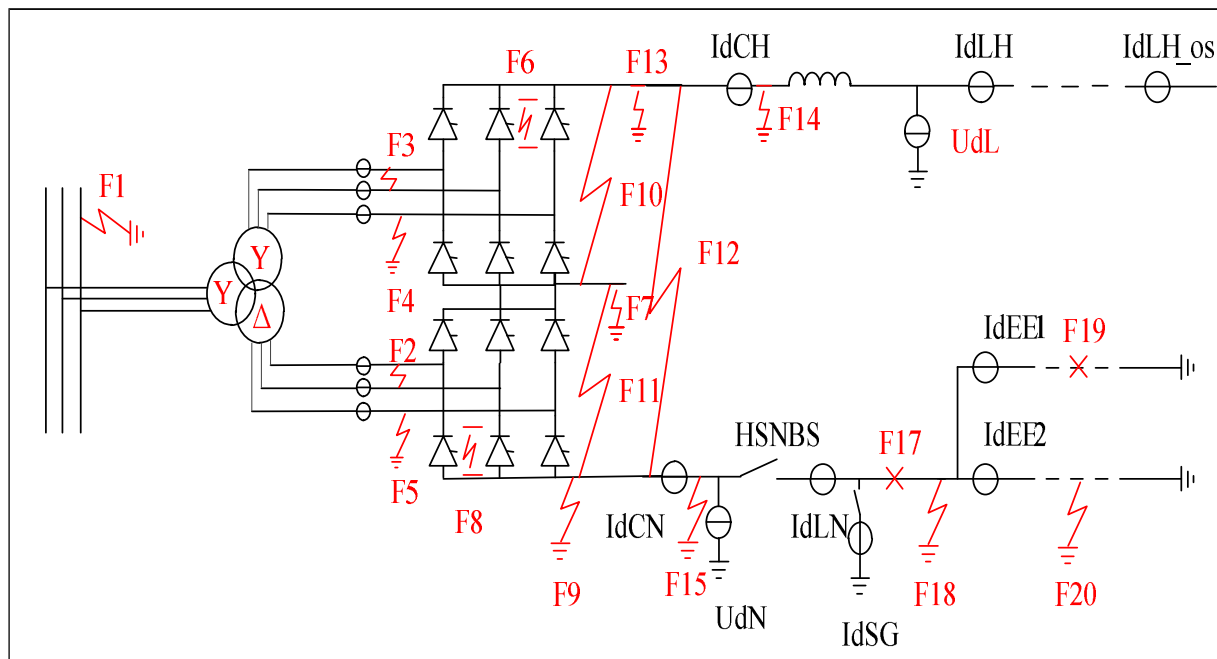 IdCH
IdLH
IdLH_os
F6
F13
F14
UdL
F3
F1
F10
Y
Y
Δ
F4
F7
F12
F2
F11
IdEE1
F19
HSNBS
F17
IdEE2
F5
F8
IdCN
IdLN
F9
F15
F18
F20
UdN
IdSG